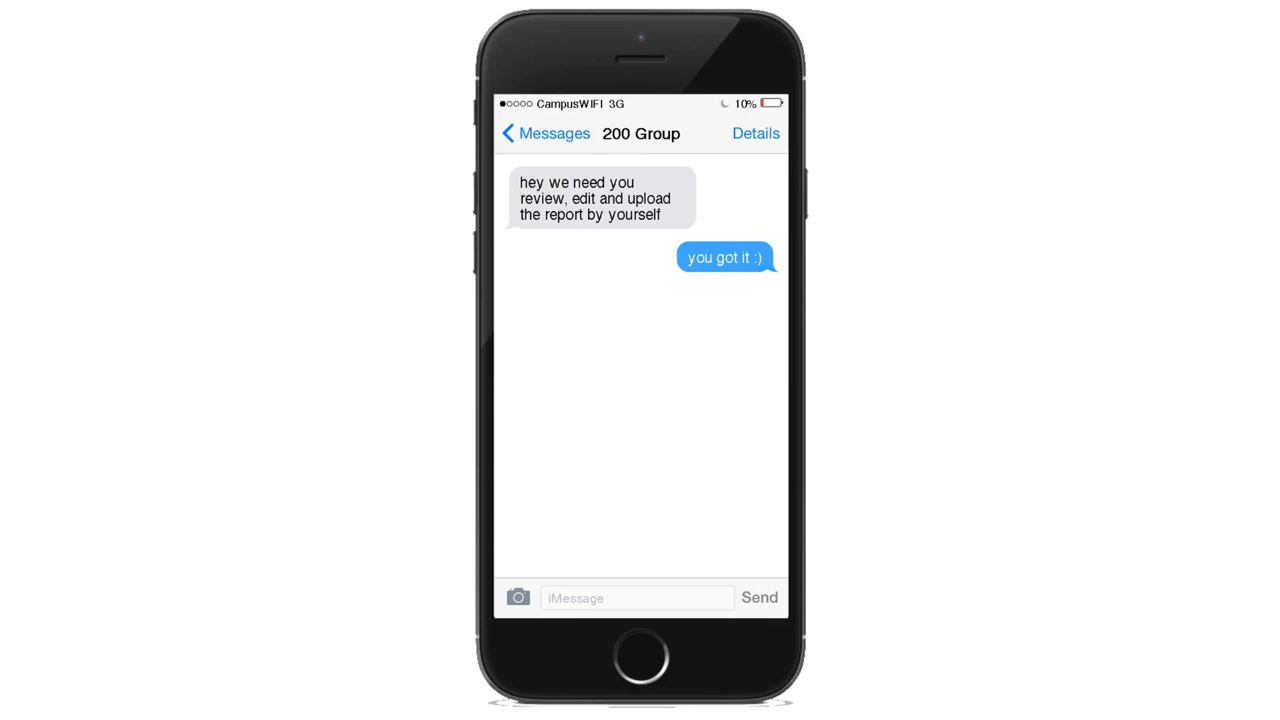 CampusWIFI 3G 10%
Messages 200 Group Details
hey we need you
review, edit and upload
the report by yourself
you got it :)
iMessage Send